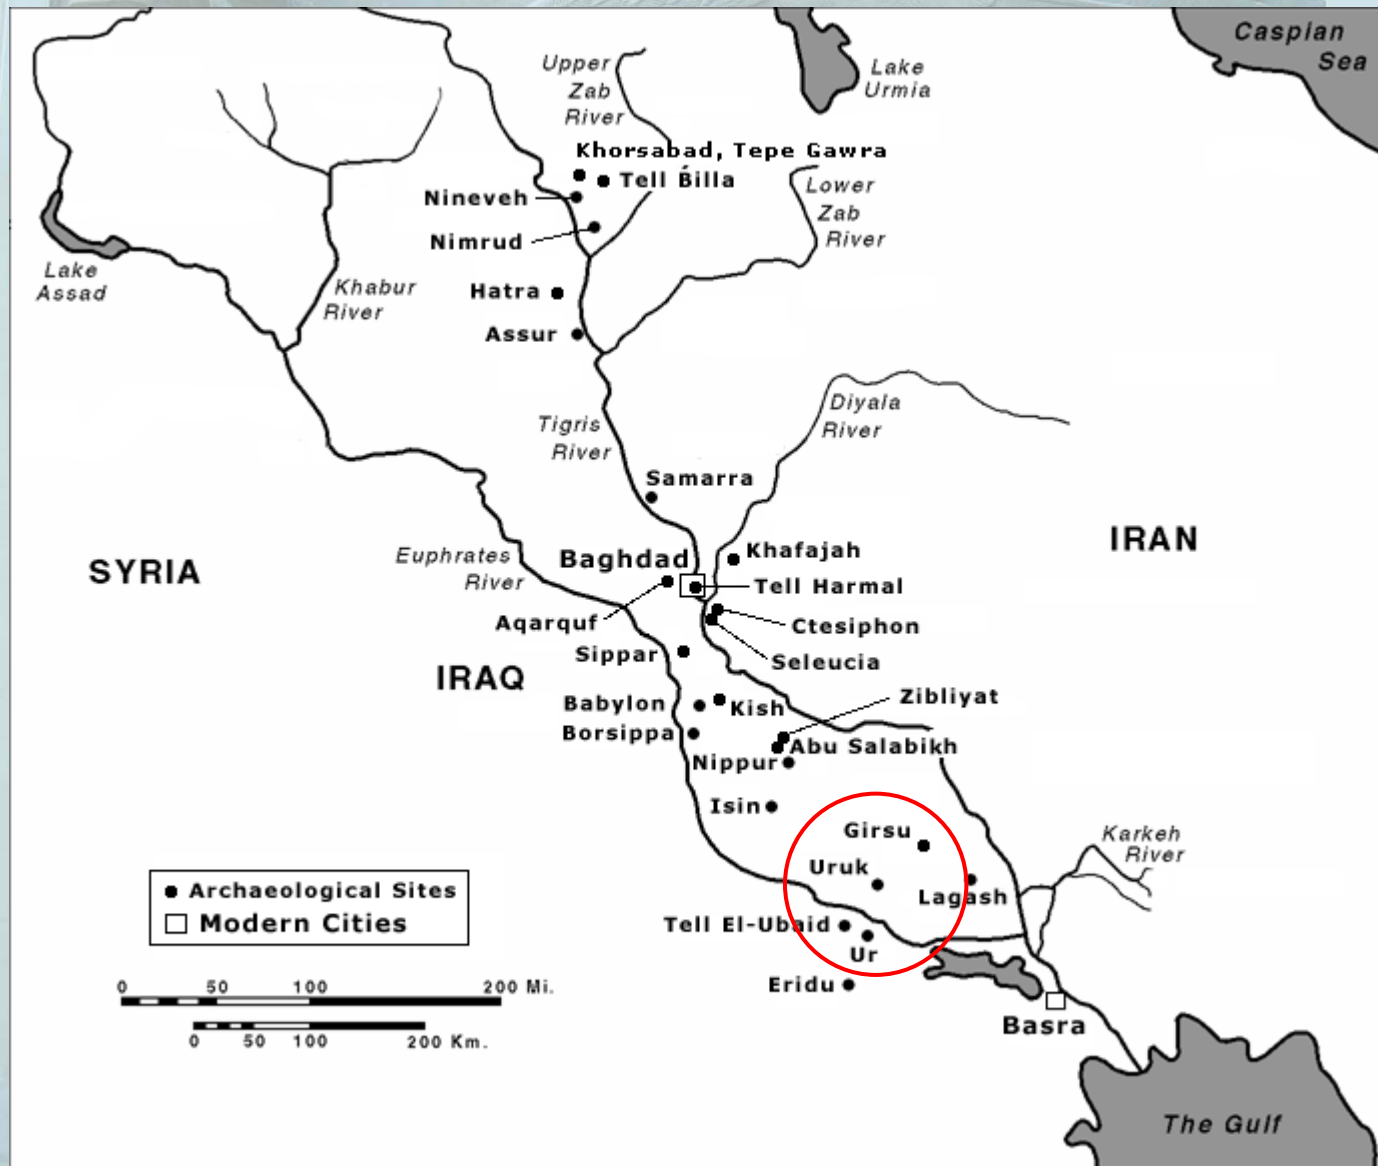 Caspian
Sea
Upper
Zab
River
Lake
Urmia
Khorsabad, Tepe Gawra
Tell Billa
Nineveh
Lower
Zab
River
Nimrud
Lake
Assad
Khabur
River
Hatra
Assur
Diyala
River
Tigris
River
Samarra
IRAN
SYRIA
Euphrates
River
Baghdad
Khafajah
Tell Harmal
Aqarquf
Ctesiphon
Sippar
Seleucia
IRAQ
Babylon
Kish
Zibliyat
Borsippa
Abu Salabikh
Nippur
Isin
Girsu
Karkeh
River
Uruk
Lagash
Archaeological Sites
Modern Cities
Tell El-Ubaid
Ur
Eridu
0 50 100 200 Mi.
0 50 100 200 Km.
Basra
The Gulf